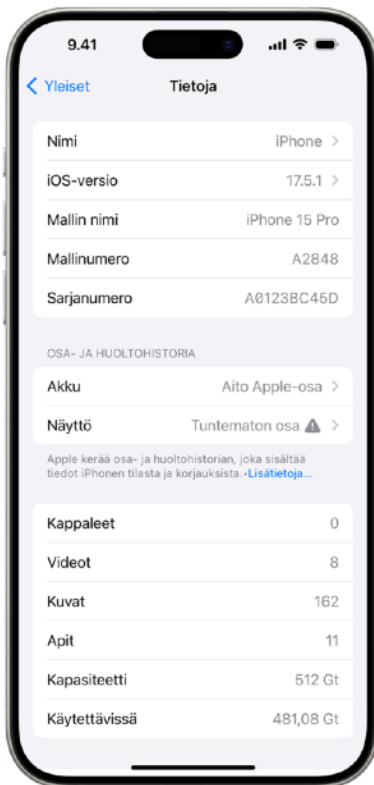 9.41
Yleiset
Tietoja
Nimi iPhone
iOS-versio 17.5.1
Mallin nimi iPhone 15 Pro
Mallinumero A2848
Sarjanumero A0123BC45D
OSA- JA HUOLTOHISTORIA
Akku Aito Apple-osa
Näyttö Tuntematon osa
Apple kerää osa- ja huoltohistorian, joka sisältää
tiedot iPhonen tilasta ja korjauksista.•Lisätietoja...
Kappaleet 0
Videot 8
Kuvat 162
Apit 11
Kapasiteetti 512 Gt
Käytettävissä 481,08 Gt